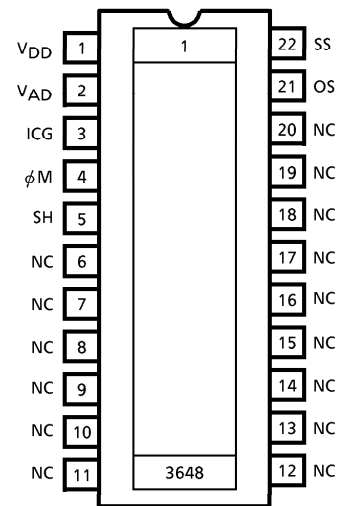 VDD 1 1 22 SS
VAD 2 21 OS
ICG 3 20 NC
ϕM 4 19 NC
SH 5 18 NC
NC 6 17 NC
NC 7 16 NC
NC 8 15 NC
NC 9 14 NC
NC 10 13 NC
NC 11 3648 12 NC